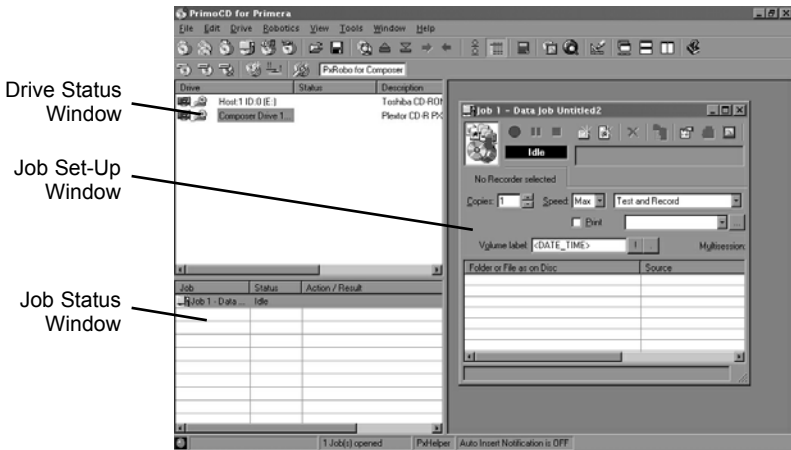 PrimoCD for Primera
File Edit Drive Robotics View Tools Window Help
PxRobo for Composer
Drive Status Description
Host:1 ID:0 (E:) Toshiba CD-ROM
Composer Drive 1... Plextor CD-R PX
Drive Status
Window
Job 1 - Data Job Untitled2
Idle
No Recorder selected
Copies: 1 Speed: Max Test and Record
Print ...
Volume label: <DATE_TIME> ! . Multisession:
Folder or File as on Disc Source
Job Set-Up
Window
Job Status Action / Result
Job 1 - Data ... Idle
Job Status
Window
1 Job(s) opened PxHelper Auto Insert Notification is OFF